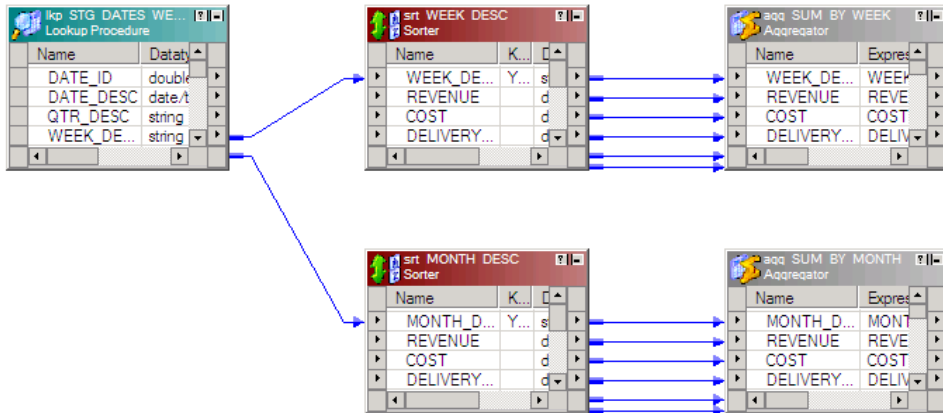 lkp STG_DATES WE...
Lookup Procedure
Name Dataty
DATE_ID double
DATE_DESC date/t
QTR_DESC string
WEEK_DE... string
srt WEEK DESC
Sorter
Name K... D
WEEK_DE... Y... st
REVENUE d
COST d
DELIVERY... d
agg SUM BY WEEK
Aggregator
Name Expres
WEEK_DE... WEEK
REVENUE REVE
COST COST
DELIVERY... DELIV
srt MONTH DESC
Sorter
Name K... D
MONTH_D... Y... st
REVENUE d
COST d
DELIVERY... d
agg SUM BY MONTH
Aggregator
Name Expres
MONTH_D... MONT
REVENUE REVE
COST COST
DELIVERY... DELIV